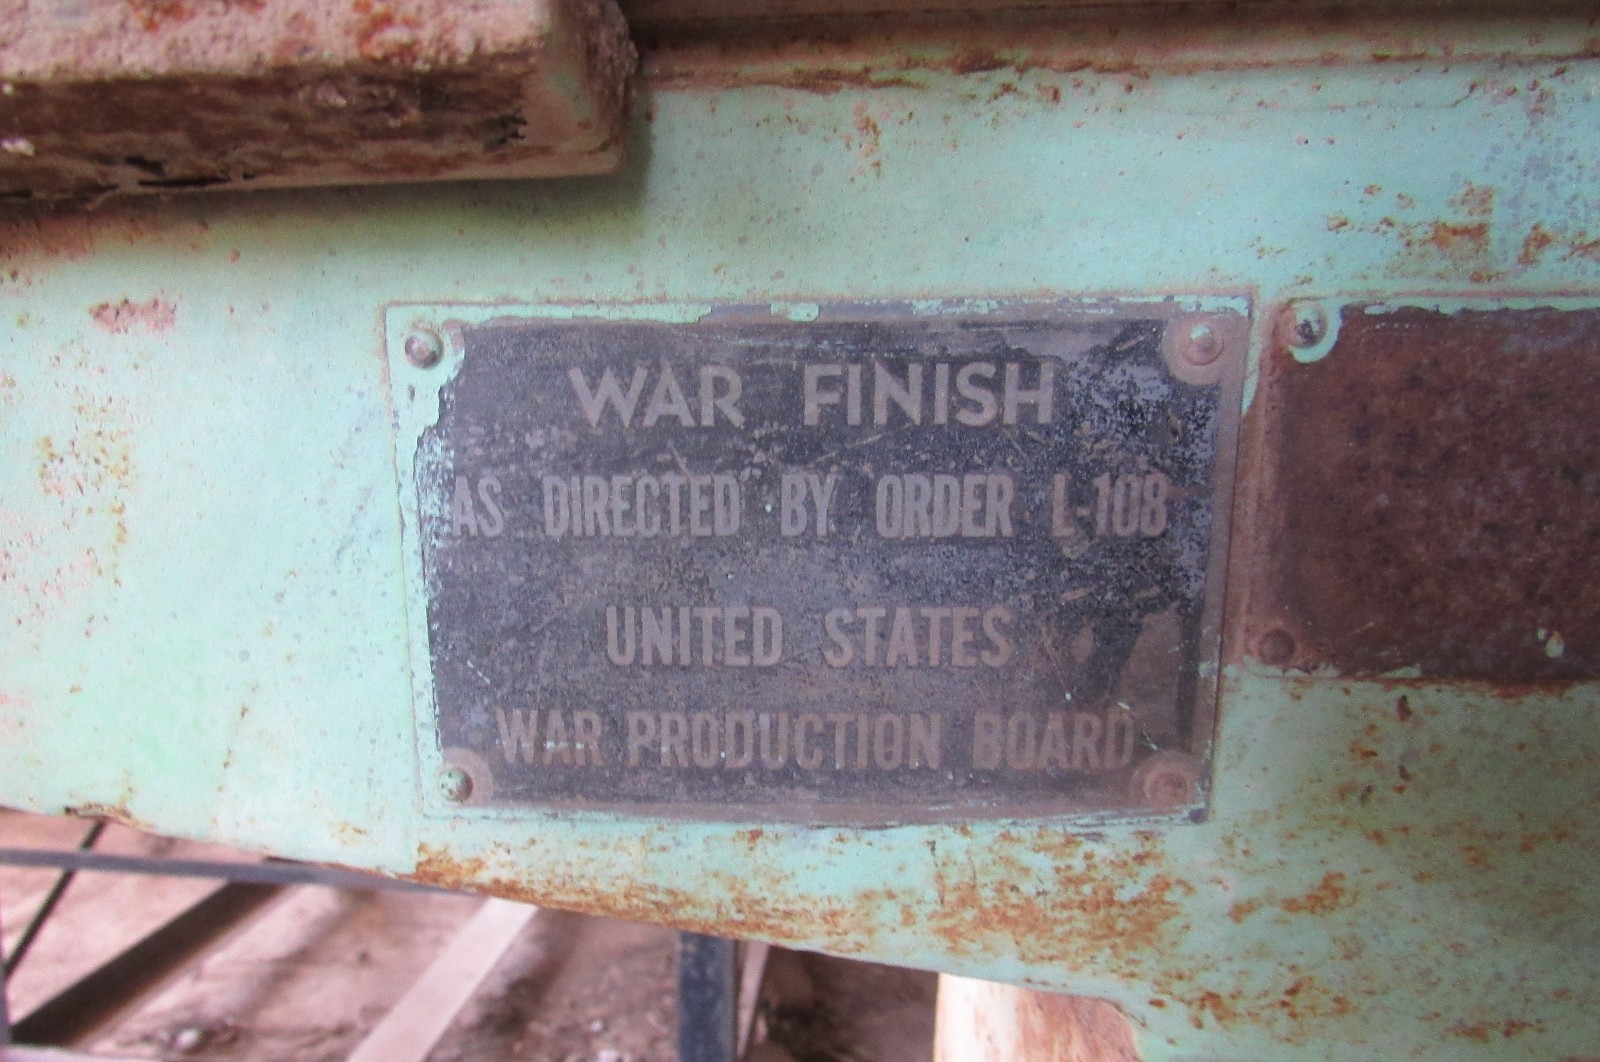 WAR FINISH
AS DIRECTED BY ORDER L-108
UNITED STATES
WAR PRODUCTION BOARD